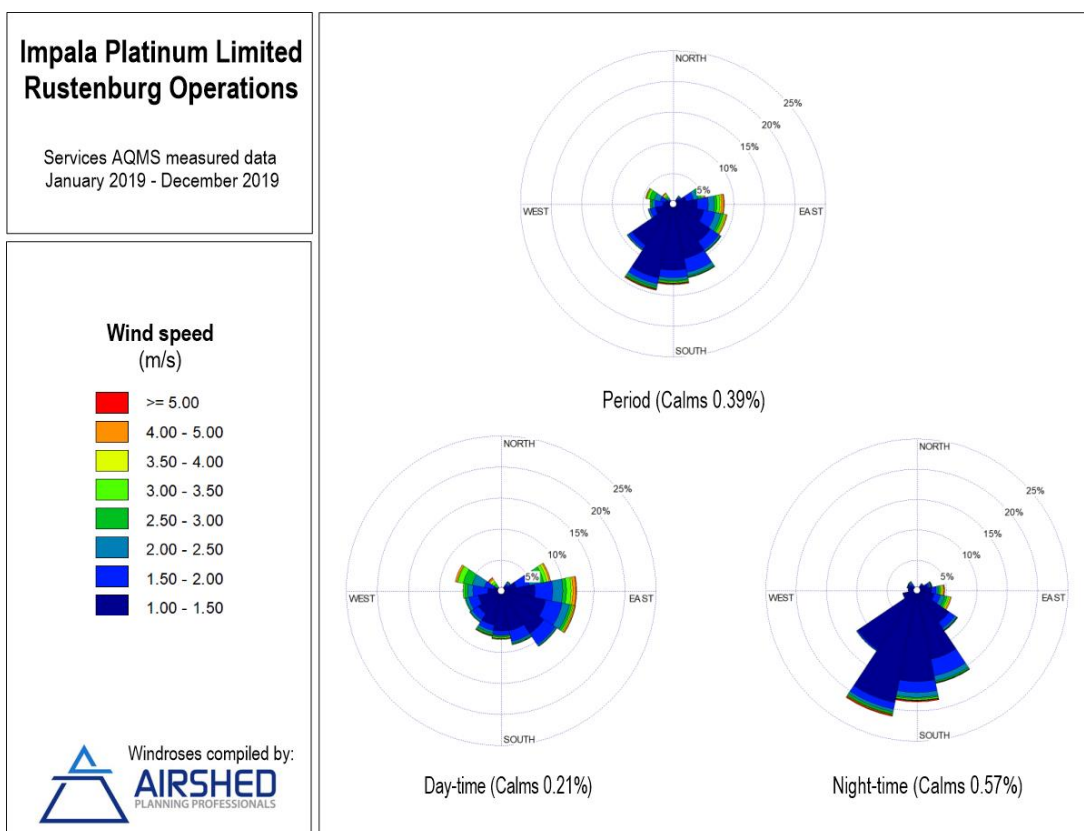 Impala Platinum Limited
Rustenburg Operations
Services AQMS measured data
January 2019 - December 2019
Wind speed
(m/s)
>= 5.00
4.00 - 5.00
3.50 - 4.00
3.00 - 3.50
2.50 - 3.00
2.00 - 2.50
1.50 - 2.00
1.00 - 1.50
Windroses compiled by:
AIRSHED
PLANNING PROFESSIONALS
NORTH
25%
20%
15%
10%
5%
WEST
EAST
SOUTH
Period (Calms 0.39%)
NORTH
25%
20%
15%
10%
5%
WEST
EAST
SOUTH
Day-time (Calms 0.21%)
NORTH
25%
20%
15%
10%
5%
WEST
EAST
SOUTH
Night-time (Calms 0.57%)